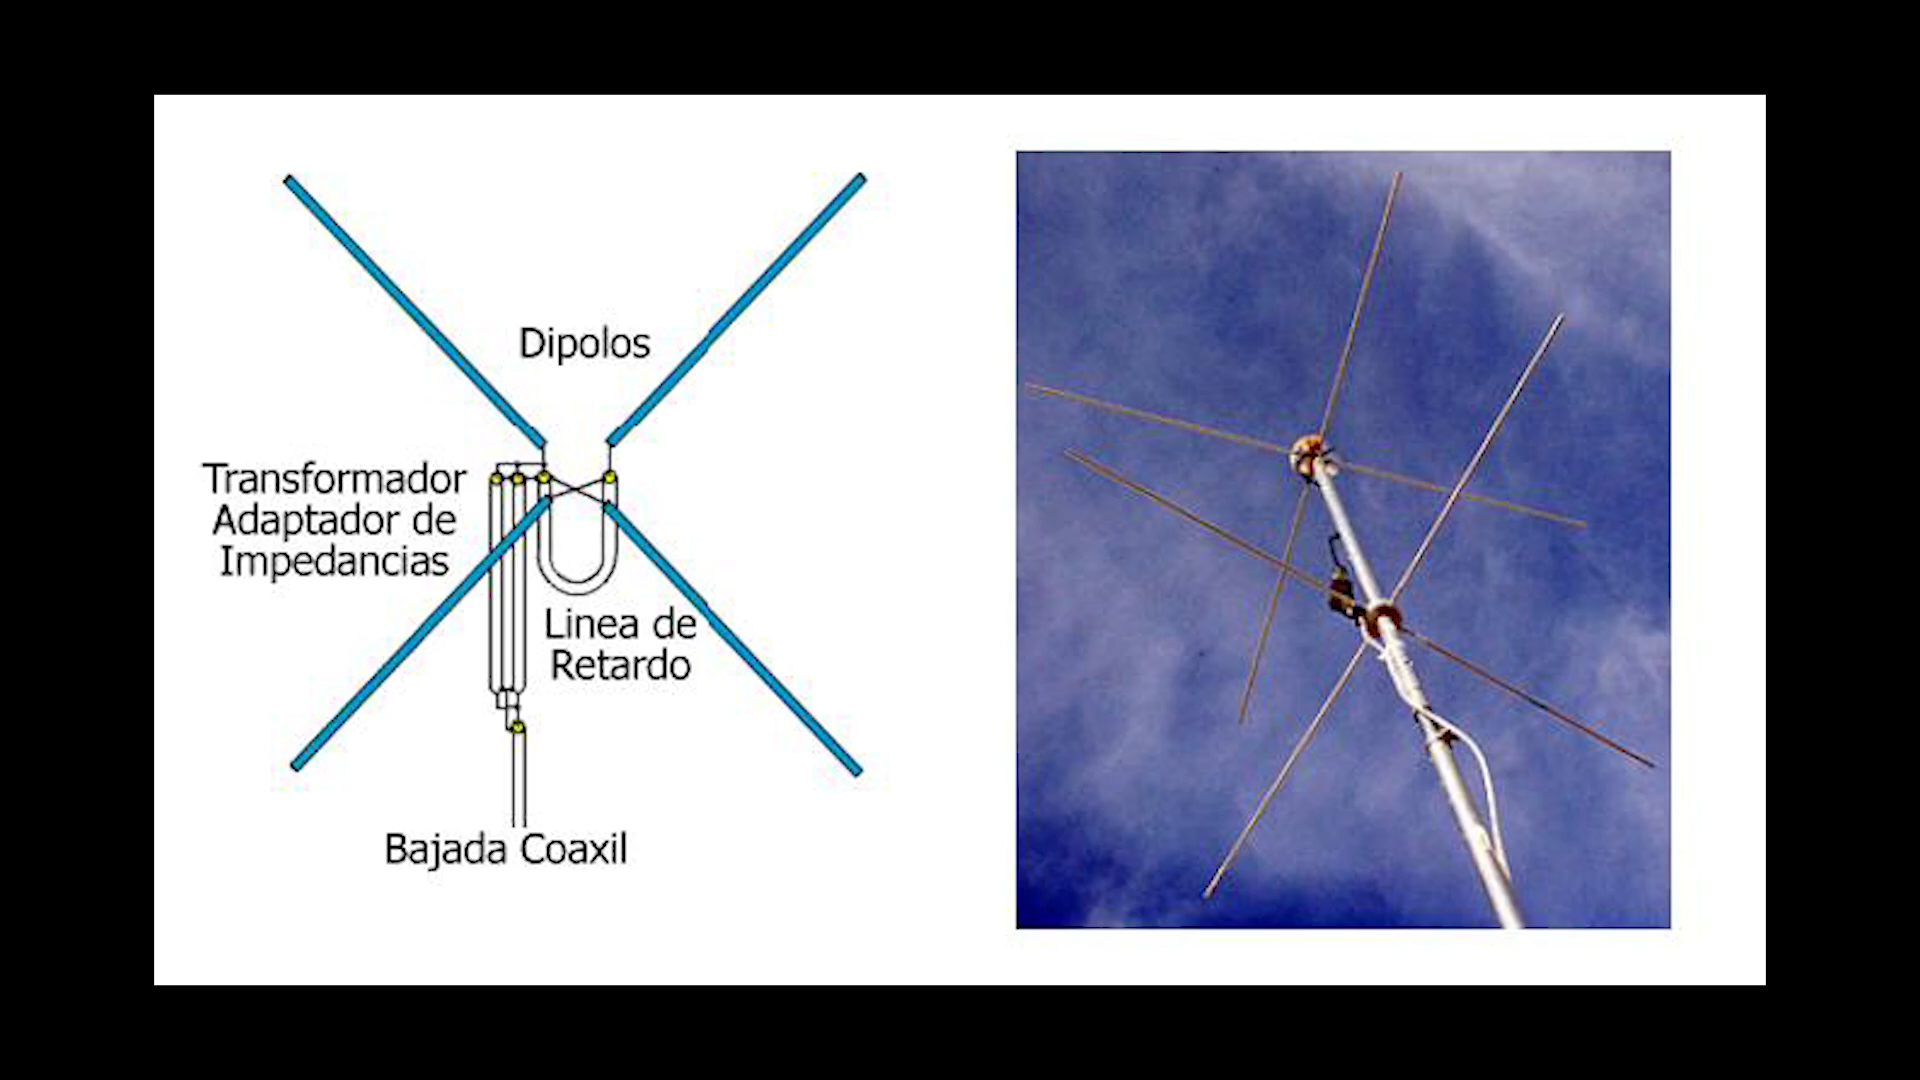 Dipolos
Transformador
Adaptador de
Impedancias
Linea de
Retardo
Bajada Coaxil